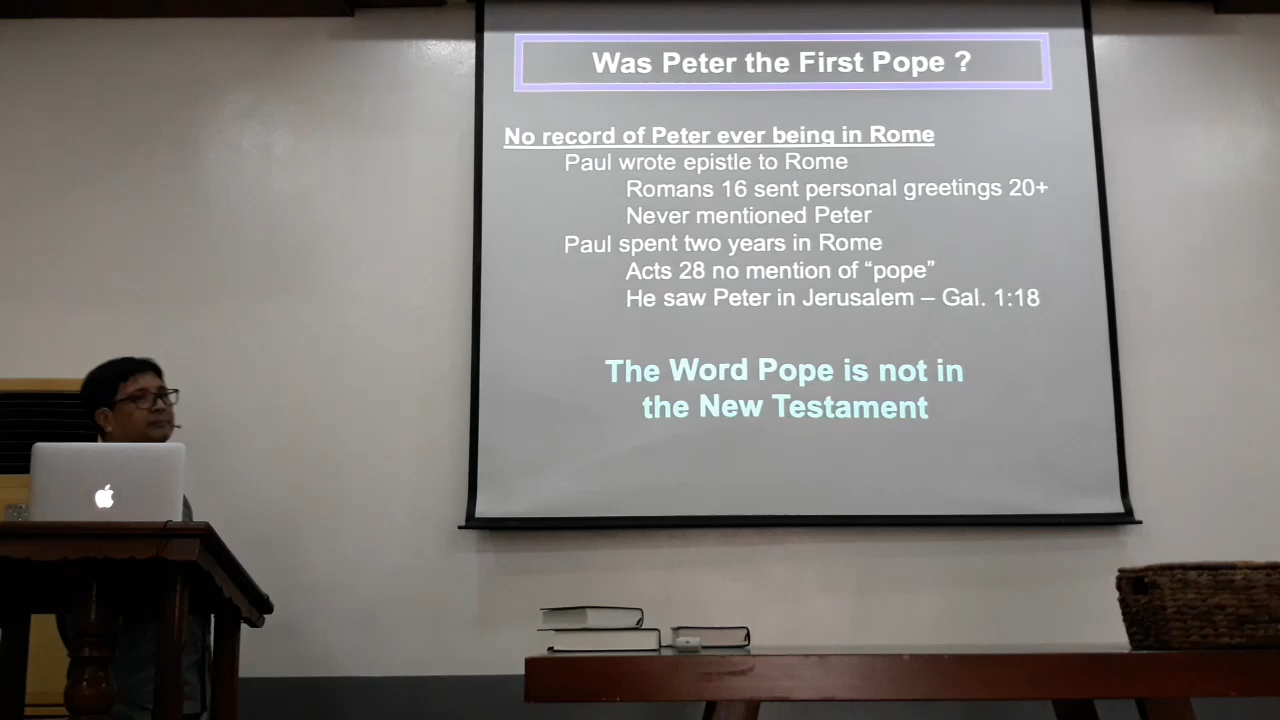 Was Peter the First Pope ?
No record of Peter ever being in Rome
Paul wrote epistle to Rome
Romans 16 sent personal greetings 20+
Never mentioned Peter
Paul spent two years in Rome
Acts 28 no mention of “pope”
He saw Peter in Jerusalem – Gal. 1:18
The Word Pope is not in
the New Testament